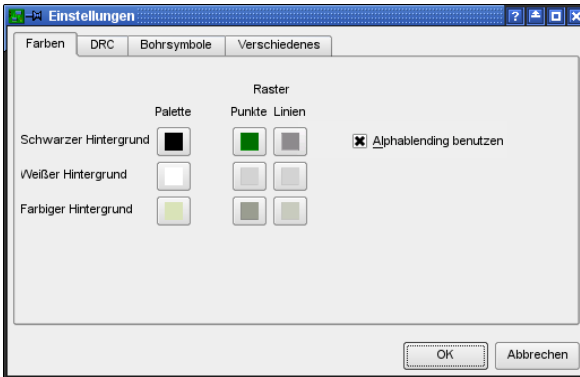 Einstellungen
Farben DRC Bohrsymbole Verschiedenes
Raster
Palette Punkte Linien
Schwarzer Hintergrund Alphablending benutzen
Weißer Hintergrund
Farbiger Hintergrund
OK Abbrechen